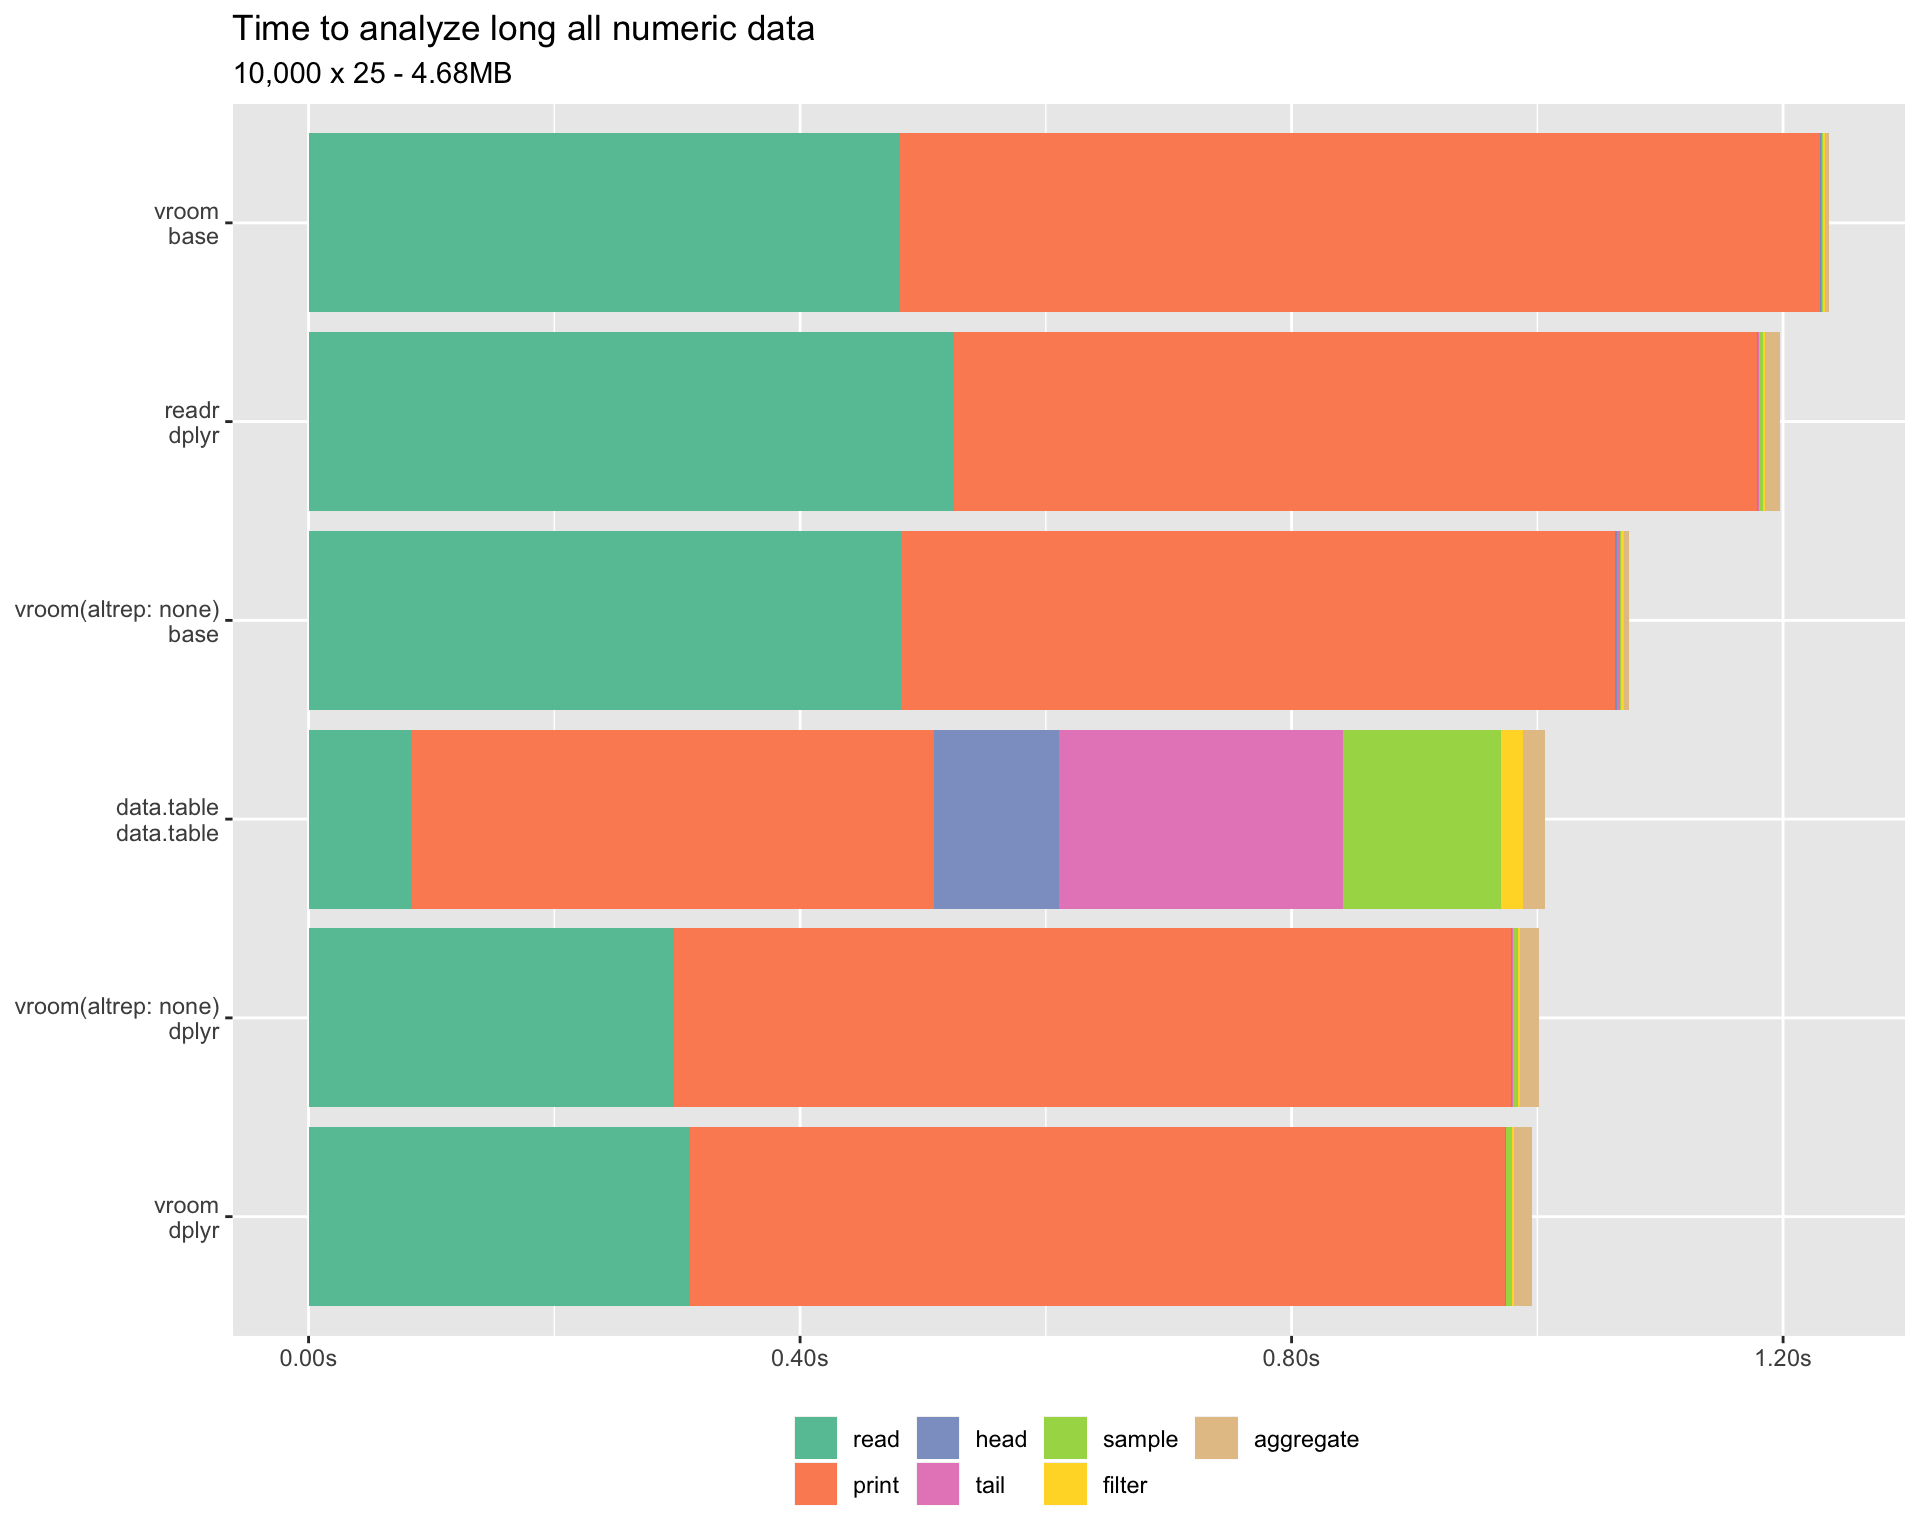 Time to analyze long all numeric data
10,000 x 25 - 4.68MB
vroom
base
readr
dplyr
vroom(altrep: none)
base
data.table
data.table
vroom(altrep: none)
dplyr
vroom
dplyr
0.00s 0.40s 0.80s 1.20s
read head sample aggregate
print tail filter